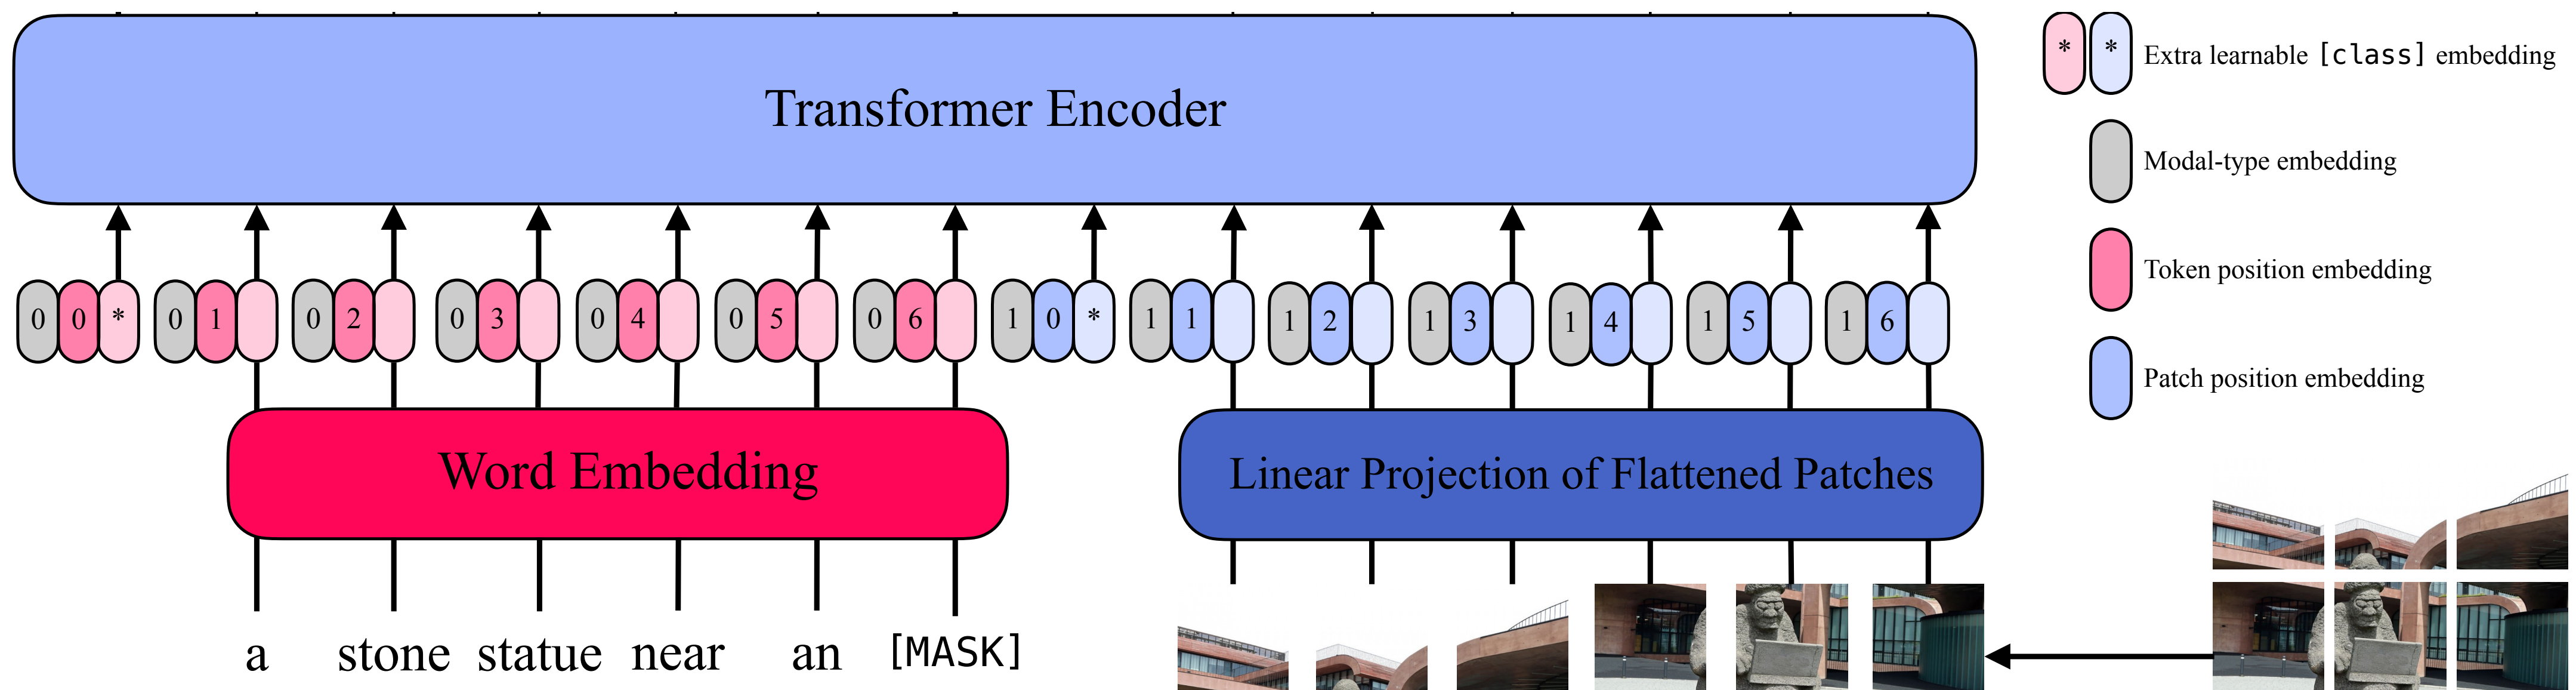 Transformer Encoder
* * Extra learnable [class] embedding
Modal-type embedding
Token position embedding
Patch position embedding
0 0 * 0 1 0 2 0 3 0 4 0 5 0 6 1 0 * 1 1 1 2 1 3 1 4 1 5 1 6
Word Embedding
Linear Projection of Flattened Patches
a stone statue near an [MASK]